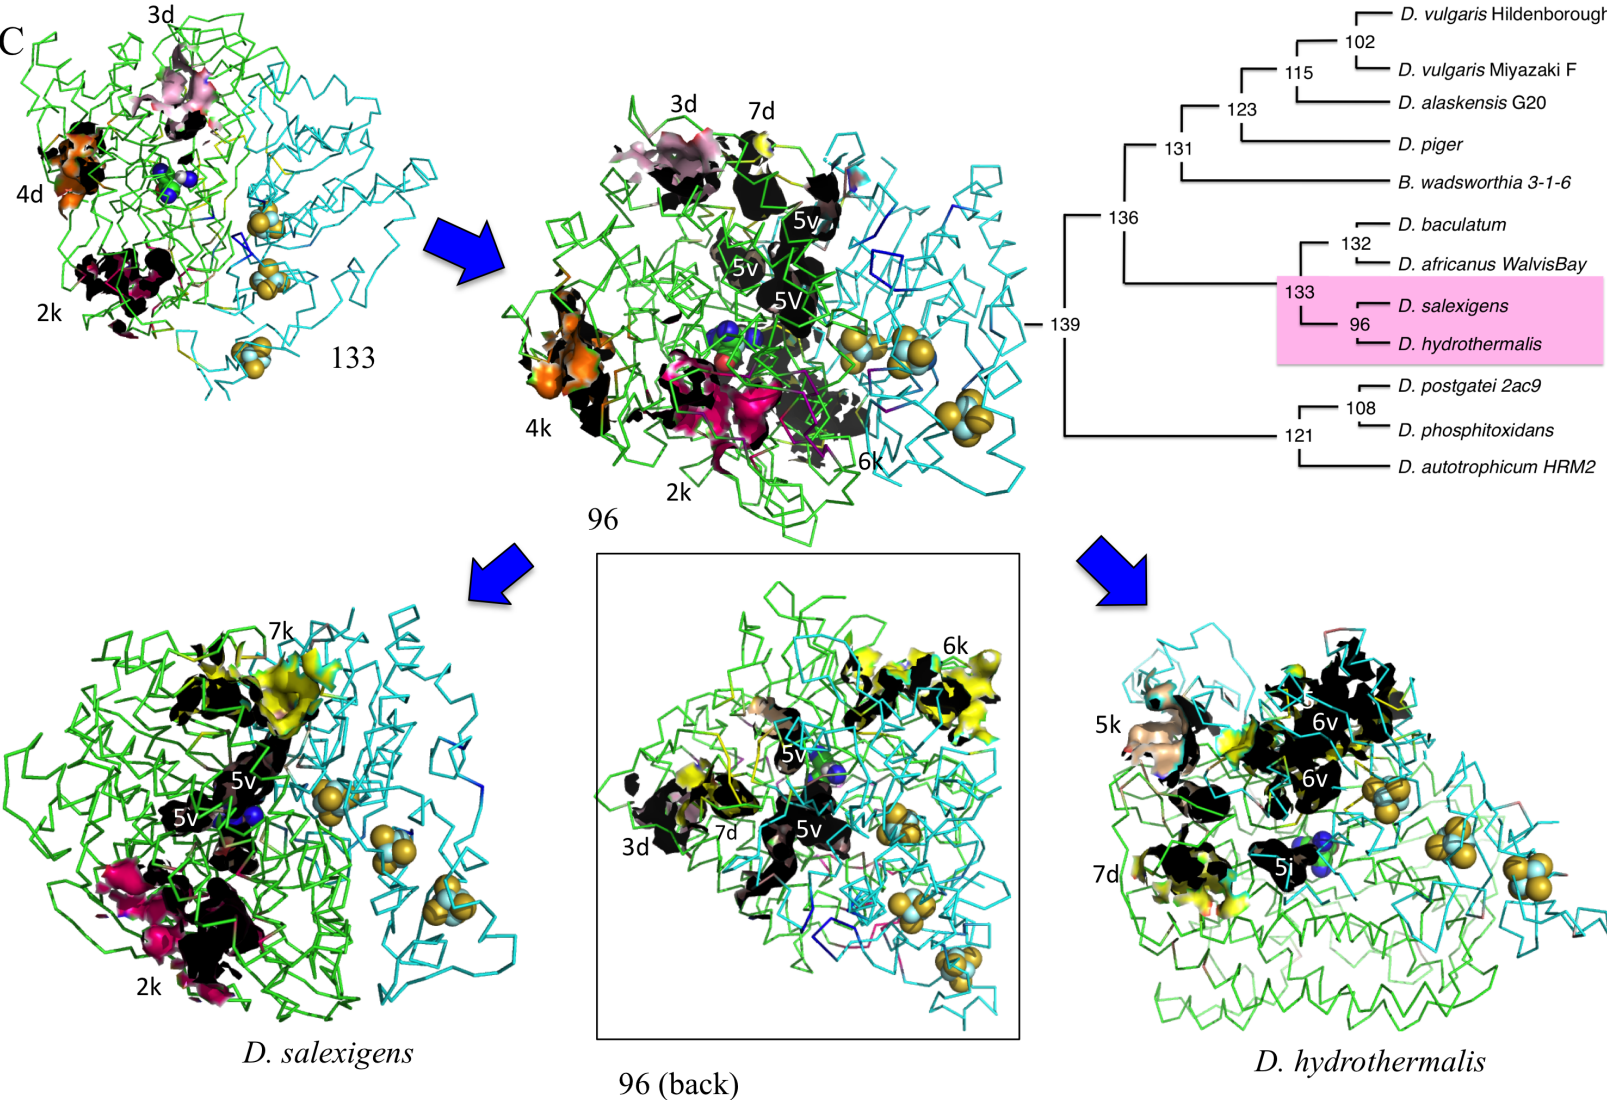 C
3d
4d
2k
133
3d
7d
5v
5v
5V
4k
2k
6k
96
D. vulgaris Hildenborough
102
D. vulgaris Miyazaki F
115
D. alaskensis G20
123
D. piger
131
B. wadsworthia 3-1-6
136
D. baculatum
132
D. africanus WalvisBay
133
D. salexigens
96
D. hydrothermalis
139
D. postgatei 2ac9
108
D. phosphitoxidans
121
D. autotrophicum HRM2
7k
5v
5v
2k
D. salexigens
6k
5v
5v
3d
7d
96 (back)
5k
5
6v
6v
7d
5j
D. hydrothermalis